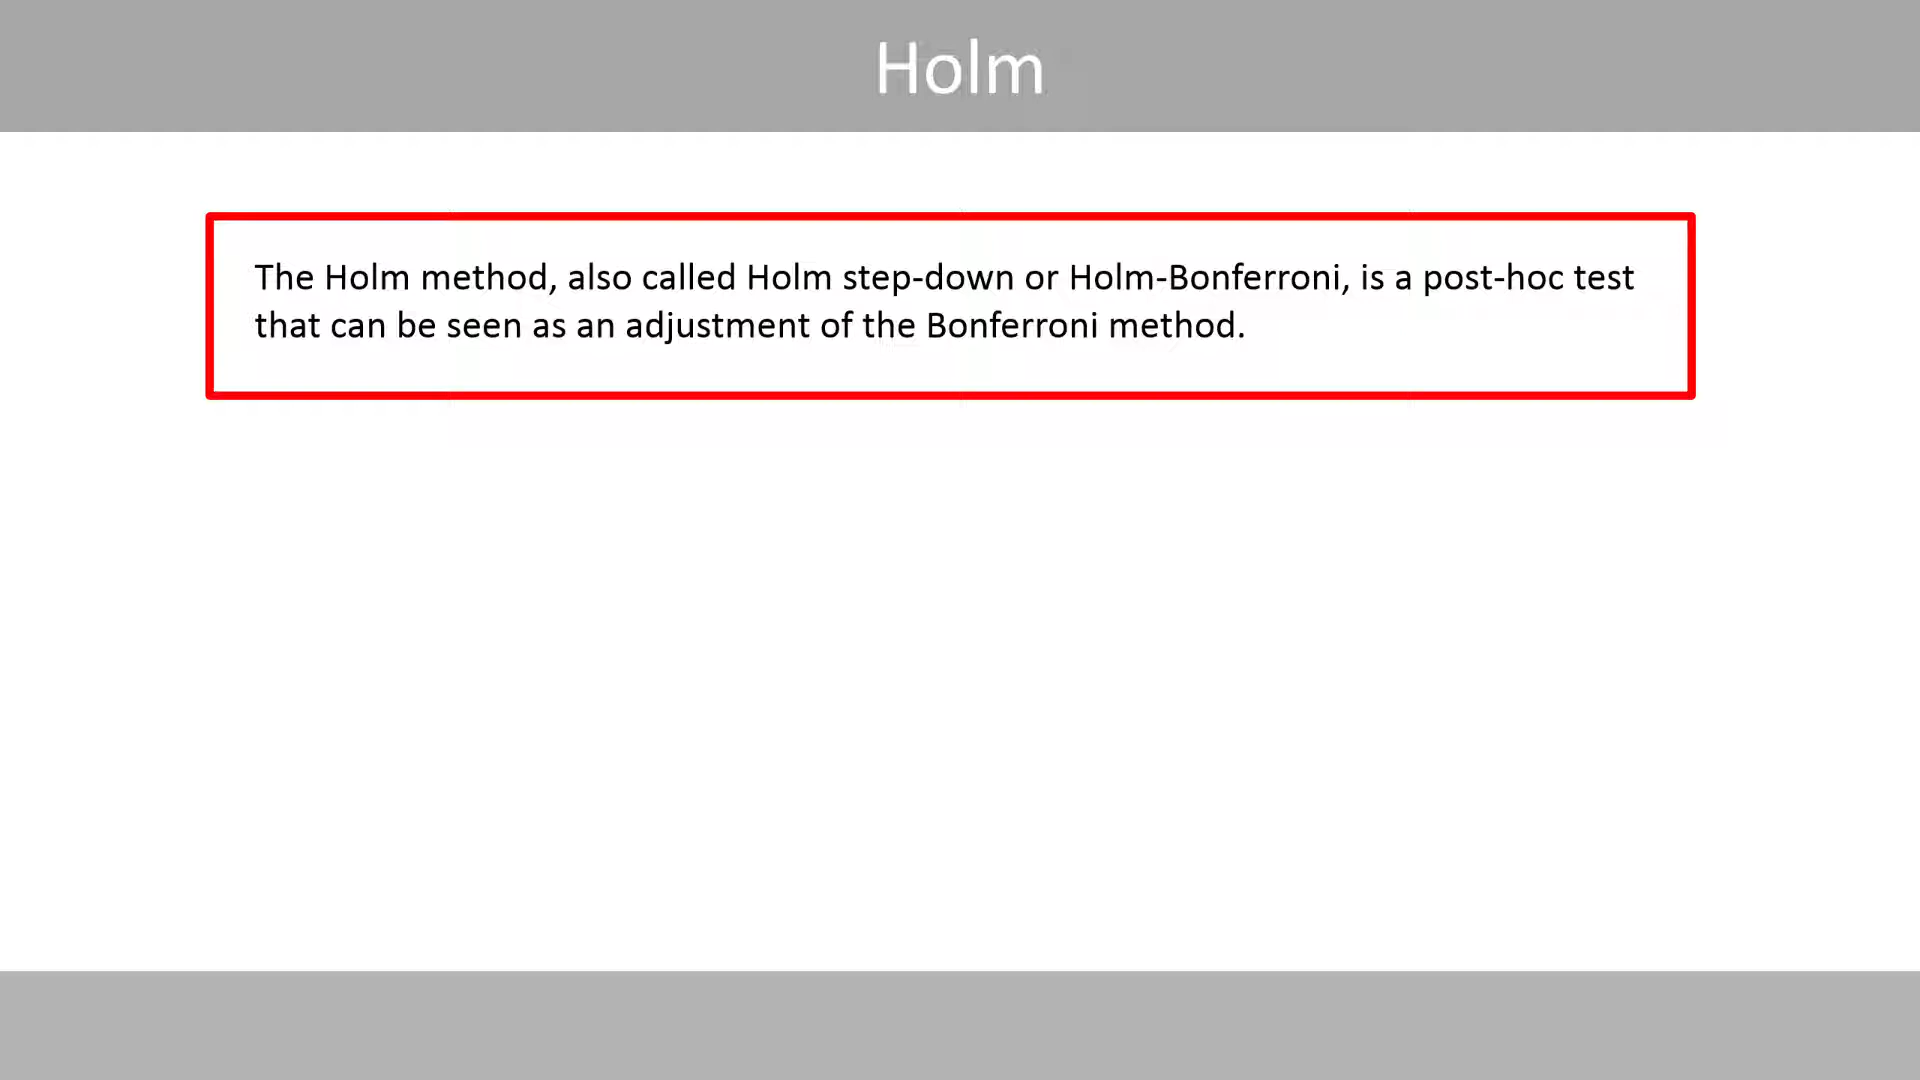 Holm
The Holm method, also called Holm step-down or Holm-Bonferroni, is a post-hoc test
that can be seen as an adjustment of the Bonferroni method.